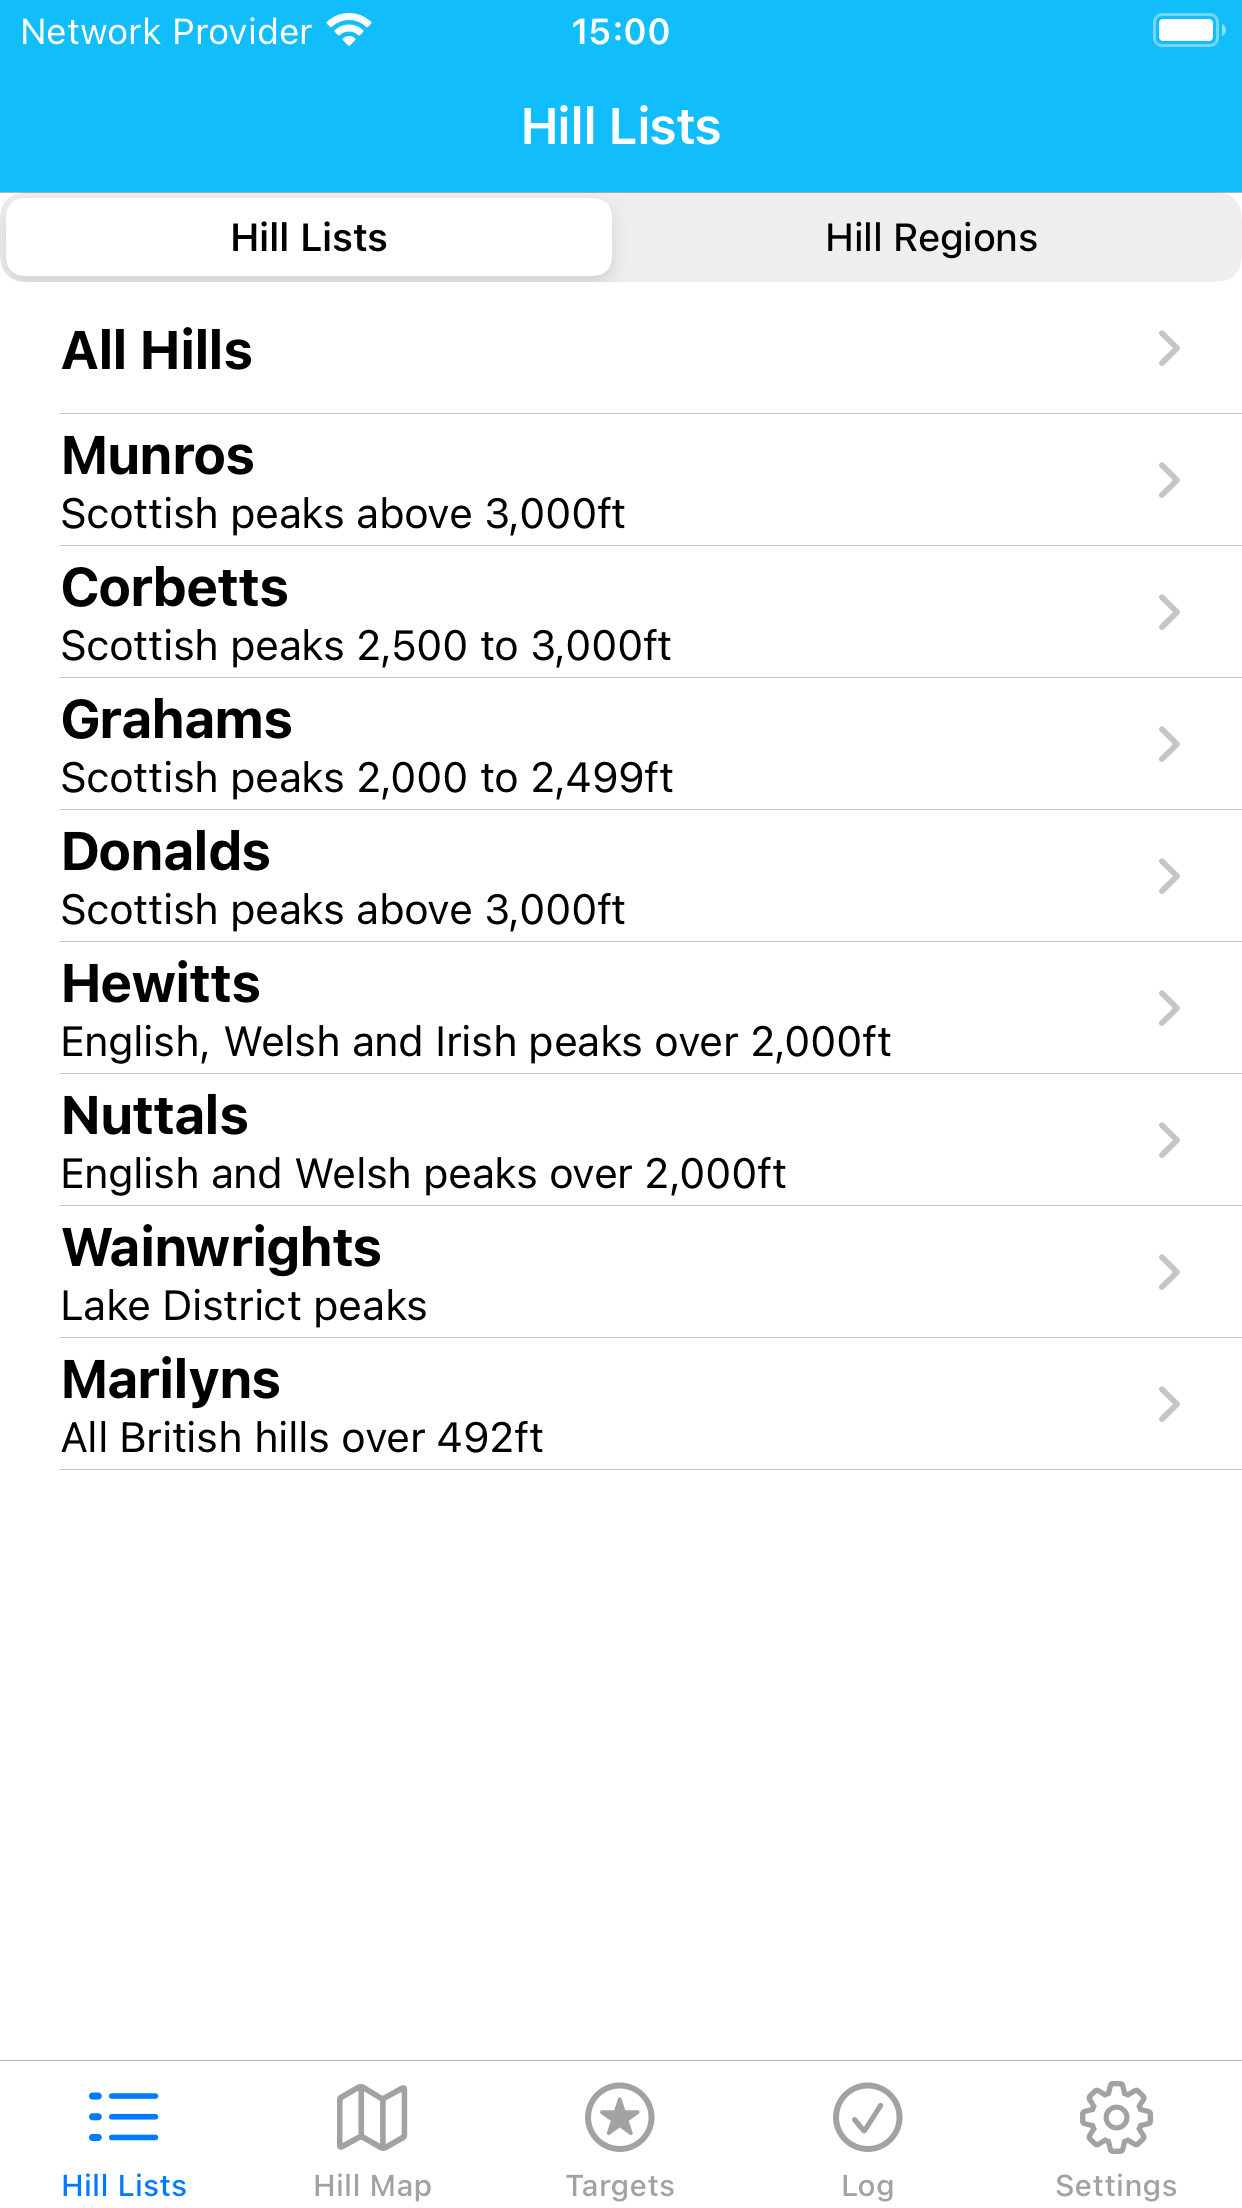 Network Provider
15:00
Hill Lists
Hill Lists
Hill Regions
All Hills
Munros
Scottish peaks above 3,000ft
Corbetts
Scottish peaks 2,500 to 3,000ft
Grahams
Scottish peaks 2,000 to 2,499ft
Donalds
Scottish peaks above 3,000ft
Hewitts
English, Welsh and Irish peaks over 2,000ft
Nuttals
English and Welsh peaks over 2,000ft
Wainwrights
Lake District peaks
Marilyns
All British hills over 492ft
Hill Lists
Hill Map
Targets
Log
Settings